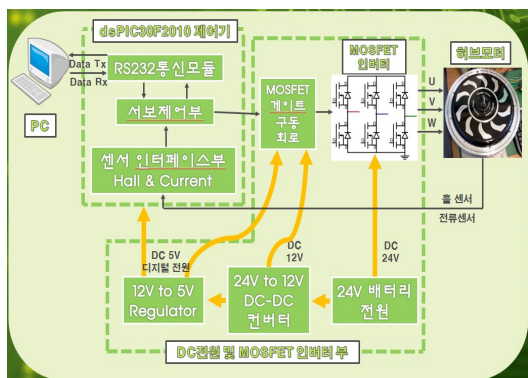 dsPIC30F2010 제어기
Data Tx
Data Rx
PC
RS232통신모듈
서보제어부
센서 인터페이스부
Hall & Current
MOSFET
게이트
구동
회로
MOSFET
인버터
허브모터
U
V
W
홀 센서
전류센서
DC 5V
디지털 전원
DC
12V
DC
24V
12V to 5V
Regulator
24V to 12V
DC-DC
컨버터
24V 배터리
전원
DC전원 및 MOSFET 인버터 부